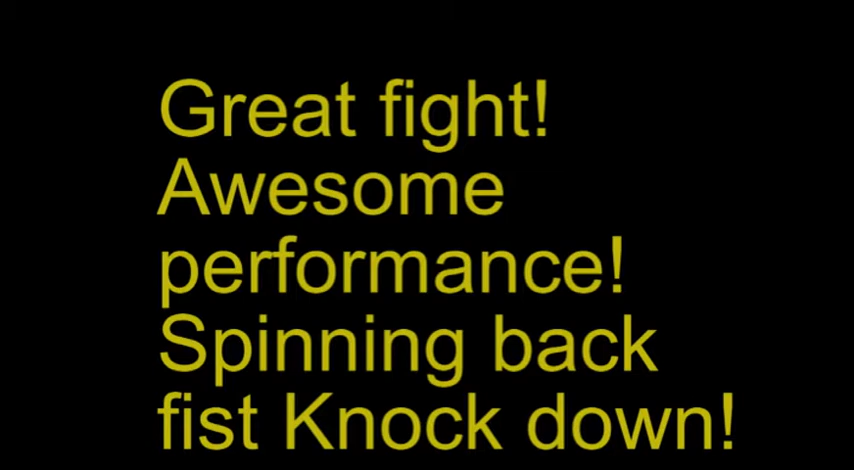 Great fight!
Awesome
performance!
Spinning back
fist Knock down!